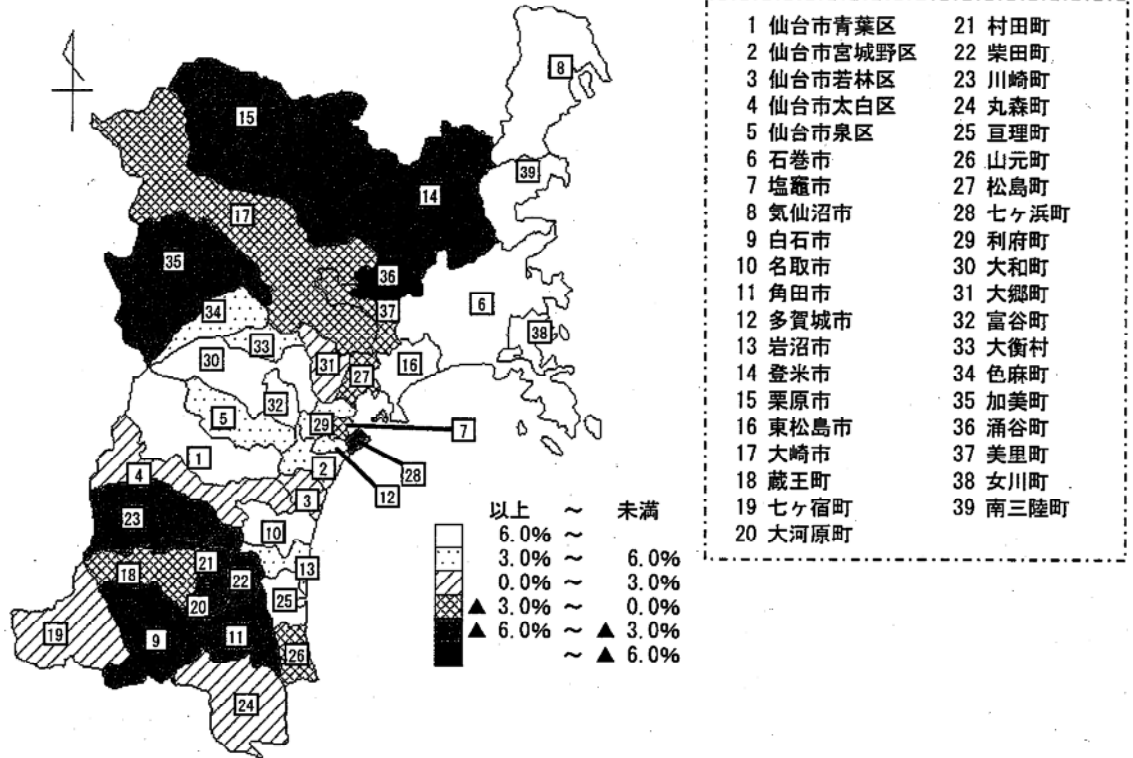 1 仙台市青葉区
2 仙台市宮城野区
3 仙台市若林区
4 仙台市太白区
5 仙台市泉区
6 石巻市
7 塩竈市
8 気仙沼市
9 白石市
10 名取市
11 角田市
12 多賀城市
13 岩沼市
14 登米市
15 栗原市
16 東松島市
17 大崎市
18 蔵王町
19 七ヶ宿町
20 大河原町
21 村田町
22 柴田町
23 川崎町
24 丸森町
25 亘理町
26 山元町
27 松島町
28 七ヶ浜町
29 利府町
30 大和町
31 大郷町
32 富谷町
33 大衡村
34 色麻町
35 加美町
36 涌谷町
37 美里町
38 女川町
39 南三陸町
8
15
39
14
17
35
36
6
34
37
38
33
30
31
27
16
32
5
29
7
1
2
28
4
12
3
23
10
21
13
18
22
20
25
19
9
11
26
24
以上 ～ 未満
6.0% ～
3.0% ～ 6.0%
0.0% ～ 3.0%
▲ 3.0% ～ 0.0%
▲ 6.0% ～ ▲ 3.0%
～ ▲ 6.0%